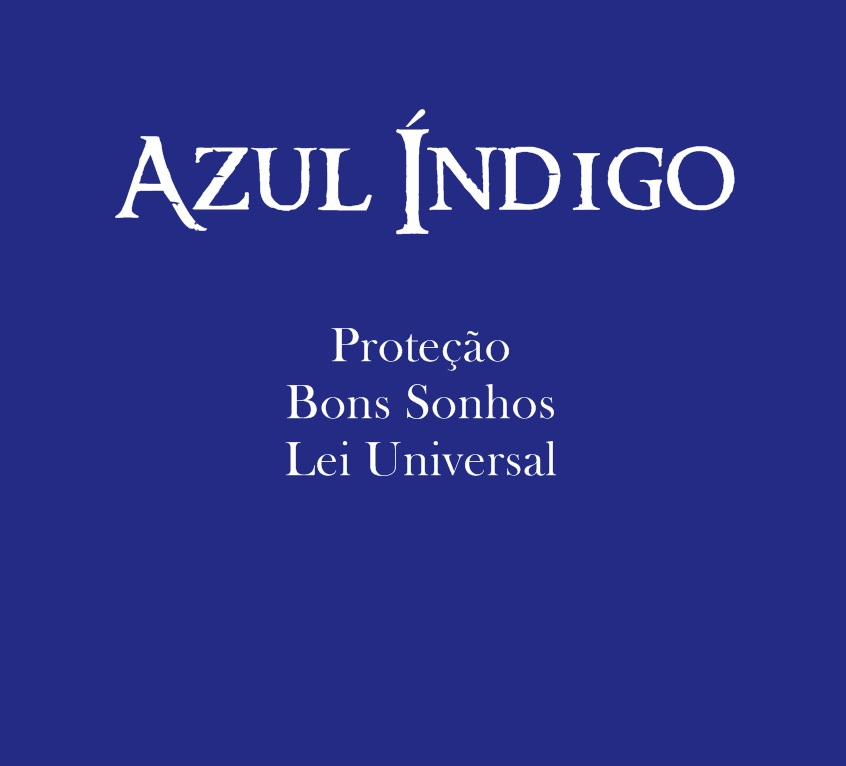 AZUL ÍNDIGO
Proteção
Bons Sonhos
Lei Universal